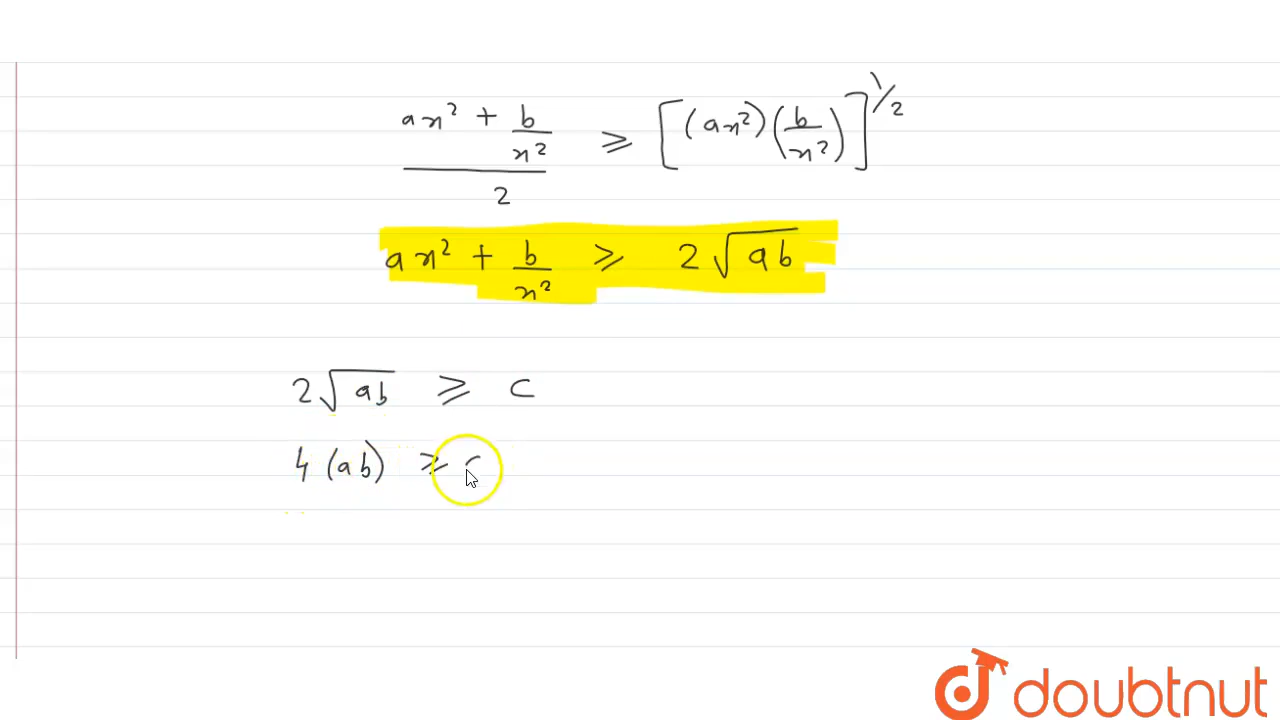 (ax² + b/x²)/2 ⩾ [(ax²)(b/x²)]^1/2
ax² + b/x² ⩾ 2√ab
2√ab ⩾ c
4(ab) ⩾
doubtnut